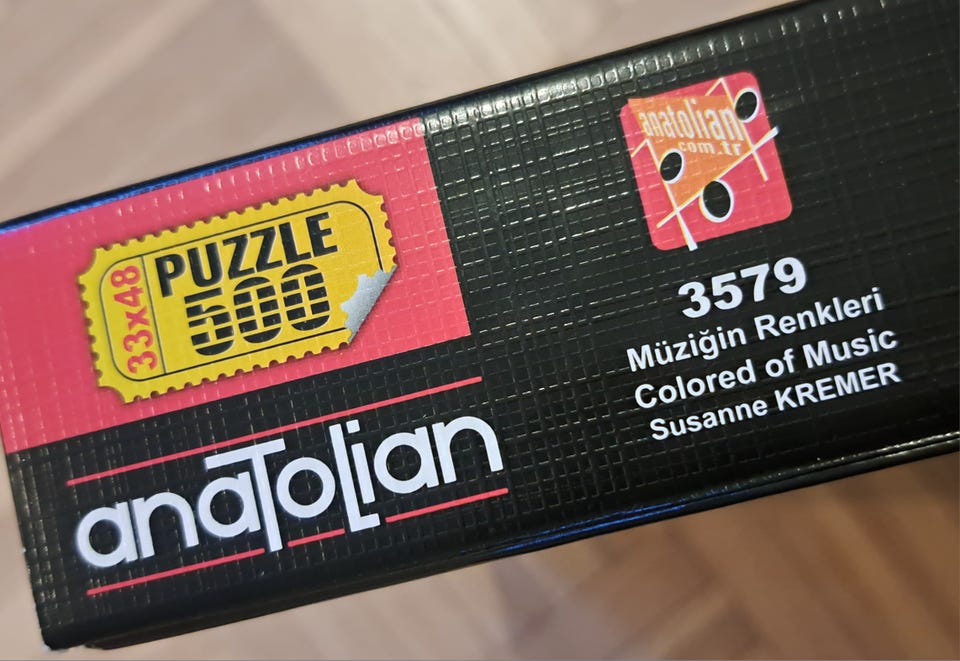 33x48
PUZZLE
500
anaTolian
anatolian
com.tr
3579
Müziğin Renkleri
Colored of Music
Susanne KREMER